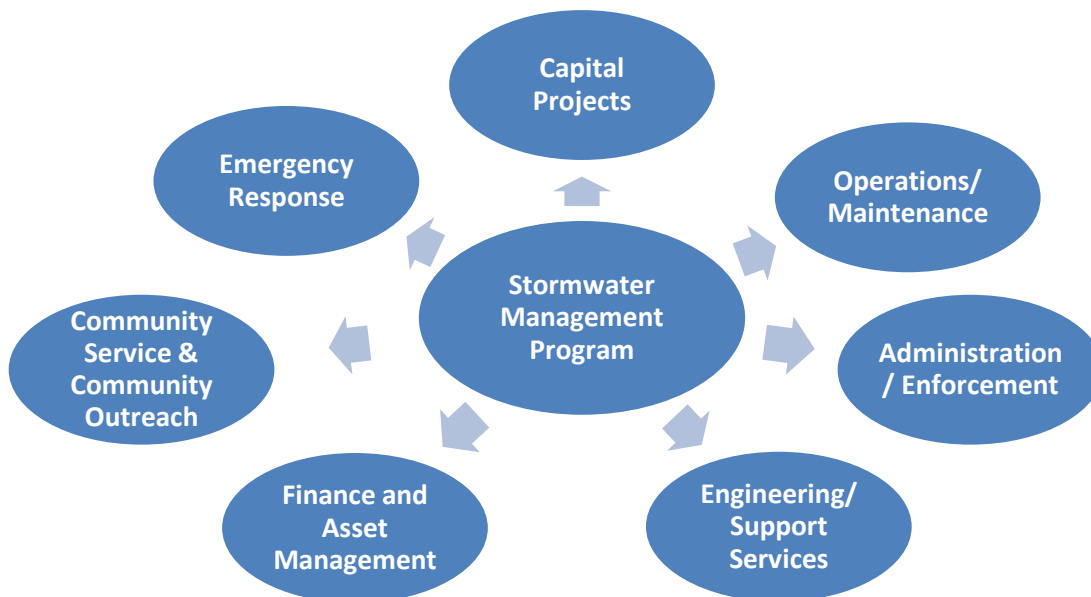 Capital
Projects
Emergency
Response
Operations/
Maintenance
Stormwater
Management
Program
Community
Service &
Community
Outreach
Administration
/ Enforcement
Finance and
Asset
Management
Engineering/
Support
Services